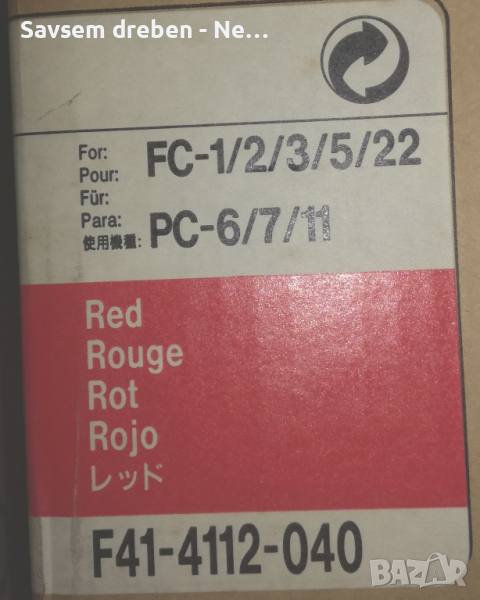 Savsem dreben - Ne...
For:
Pour:
Für:
Para:
使用機種:
FC-1/2/3/5/22
PC-6/7/11
Red
Rouge
Rot
Rojo
レッド
F41-4112-040
BAZAR